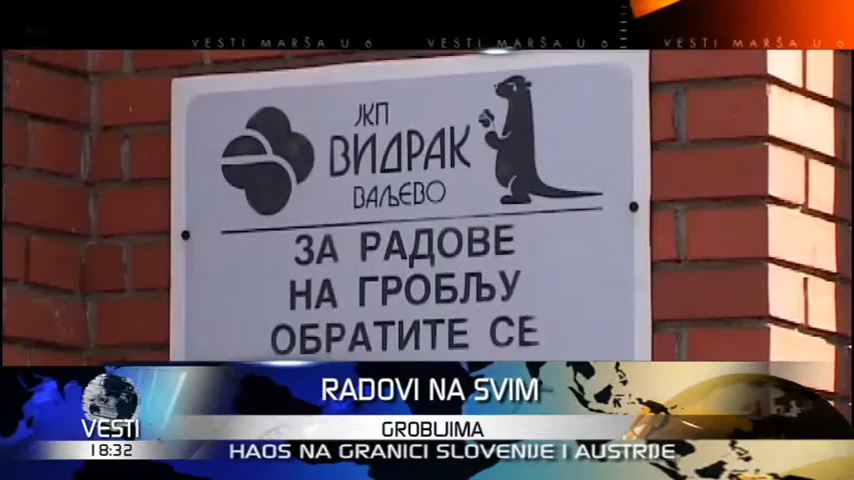 VESTI MARŠA U 6 VESTI MARŠA U 6 VESTI MARŠA U 6
ЈКП
ВИДРАК
ВАЉЕВО
ЗА РАДОВЕ
НА ГРОБЉУ
ОБРАТИТЕ СЕ
RADOVI NA SVIM
GROBLJIMA
VESTI
18:32
HAOS NA GRANICI SLOVENIJE I AUSTRIJE